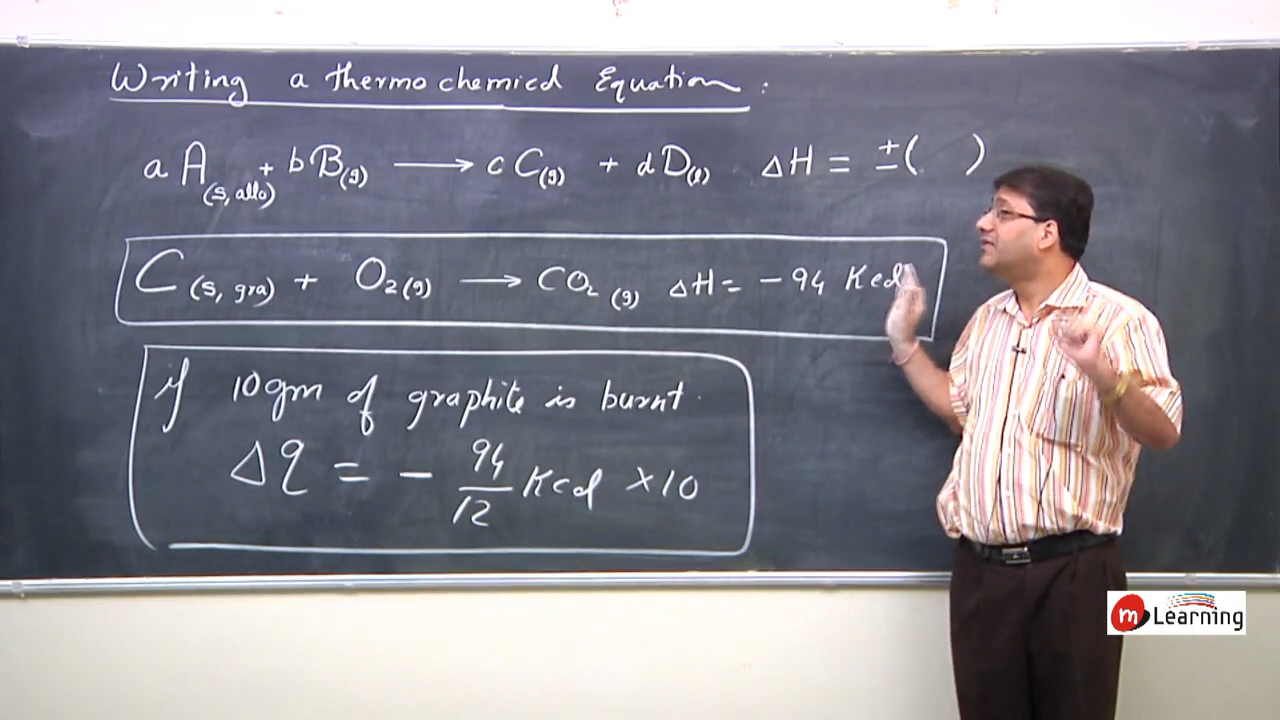 Writing a thermochemical Equation :
a A(s, allo) + b B(g) ⟶ c C(g) + d D(l) ΔH = ±( )
C(s, gra) + O₂(g) ⟶ CO₂(g) ΔH = − 94 Kcal
if 10gm of graphite is burnt.
Δq = − 94/12 Kcal × 10
m Learning